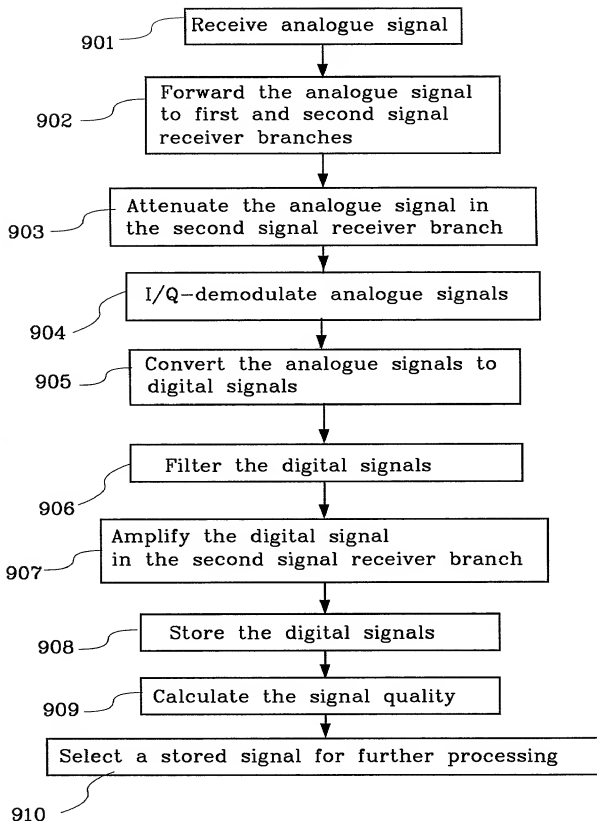 Receive analogue signal
901
Forward the analogue signal
to first and second signal
receiver branches
902
Attenuate the analogue signal in
the second signal receiver branch
903
I/Q-demodulate analogue signals
904
Convert the analogue signals to
digital signals
905
Filter the digital signals
906
Amplify the digital signal
in the second signal receiver branch
907
Store the digital signals
908
Calculate the signal quality
909
Select a stored signal for further processing
910